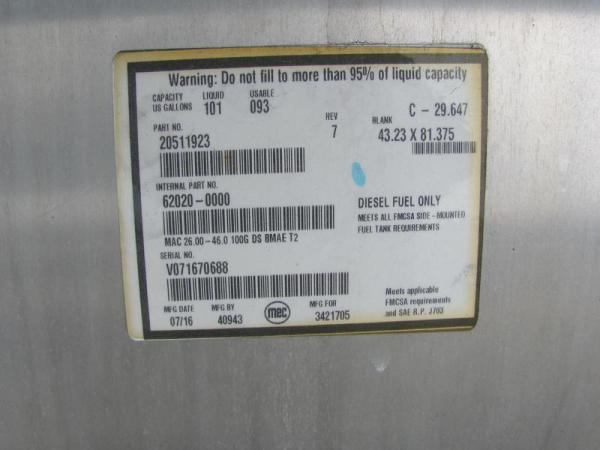 Warning: Do not fill to more than 95% of liquid capacity
CAPACITY US GALLONS LIQUID 101 USABLE 093
C - 29.647
PART NO. REV 7 BLANK 43.23 X 81.375
20511923
INTERNAL PART NO.
62020-0000
DIESEL FUEL ONLY
MEETS ALL FMCSA SIDE-MOUNTED
FUEL TANK REQUIREMENTS
MAC 26.00-46.0 100G DS BMAE T2
SERIAL NO.
V071670688
Meets applicable
FMCSA requirements
and SAE R.P. J703
MFG DATE MFG BY MFG FOR
07/16 40943 mec 3421705